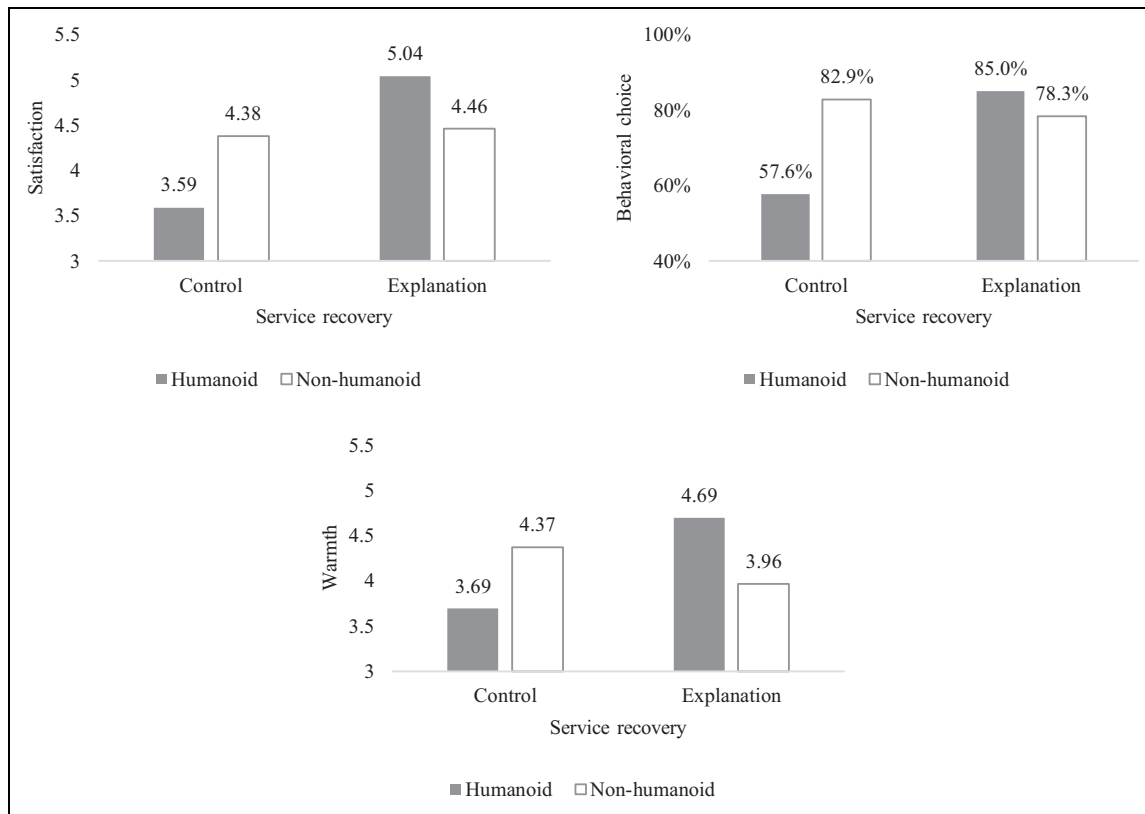 5.5
5
4.5
4
3.5
3
Satisfaction
3.59
4.38
5.04
4.46
Control
Explanation
Service recovery
Humanoid
Non-humanoid
100%
80%
60%
40%
Behavioral choice
57.6%
82.9%
85.0%
78.3%
Control
Explanation
Service recovery
Humanoid
Non-humanoid
5.5
5
4.5
4
3.5
3
Warmth
3.69
4.37
4.69
3.96
Control
Explanation
Service recovery
Humanoid
Non-humanoid